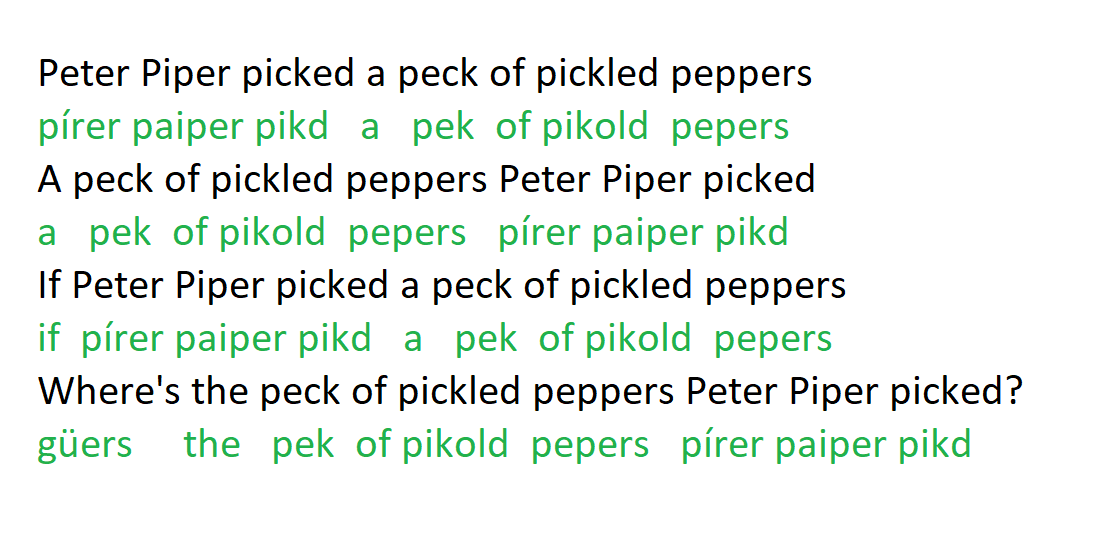 Peter Piper picked a peck of pickled peppers
pírer paiper pikd a pek of pikold pepers
A peck of pickled peppers Peter Piper picked
a pek of pikold pepers pírer paiper pikd
If Peter Piper picked a peck of pickled peppers
if pírer paiper pikd a pek of pikold pepers
Where's the peck of pickled peppers Peter Piper picked?
güers the pek of pikold pepers pírer paiper pikd